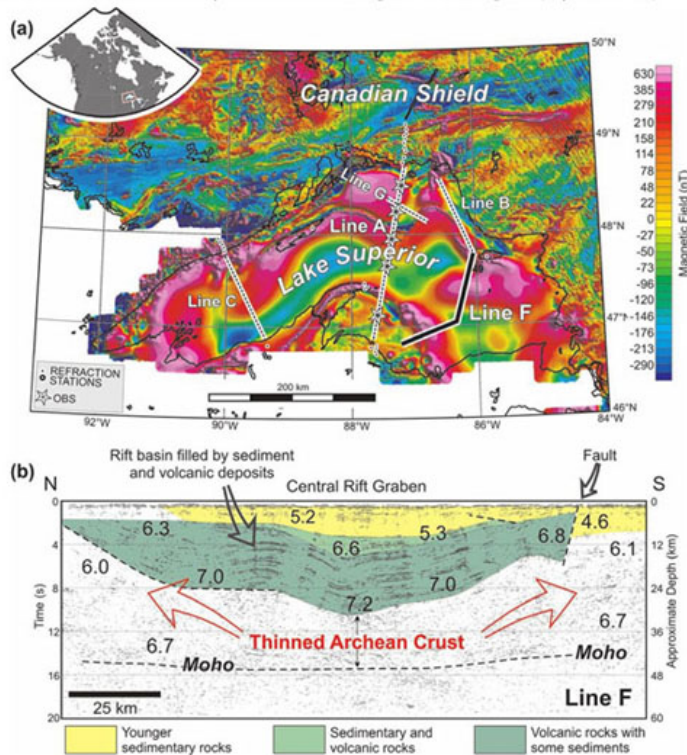 (a)
50°N
Canadian Shield
49°N
Line G
Line B
Line A
48°N
Lake Superior
Line C
Line F
47°N
REFRACTION
STATIONS
OBS
200 km
46°N
92°W
90°W
88°W
86°W
84°W
630
385
279
210
158
114
78
48
24
0
-27
-53
-73
-90
-116
-146
-176
-213
-290
Magnetic Field (nT)
(b)
Rift basin filled by sediment
and volcanic deposits
Fault
N
Central Rift Graben
S
0
4
8
12
16
20
Time (s)
0
12
24
36
48
60
Approximate Depth (km)
5.2
5.3
4.6
6.3
6.6
6.8
6.1
6.0
7.0
7.0
7.2
6.7
Thinned Archean Crust
6.7
Moho
Moho
25 km
Line F
Younger
sedimentary rocks
Sedimentary and
volcanic rocks
Volcanic rocks with
some sediments